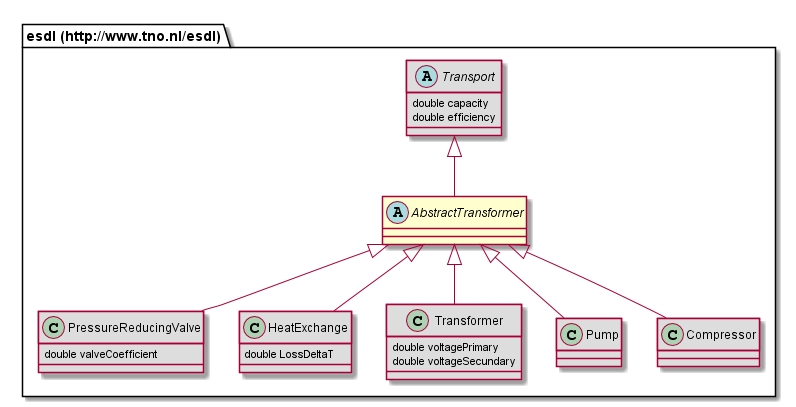 esdl (http://www.tno.nl/esdl)
A Transport
double capacity
double efficiency
A AbstractTransformer
C PressureReducingValve
double valveCoefficient
C HeatExchange
double LossDeltaT
C Transformer
double voltagePrimary
double voltageSecundary
C Pump
C Compressor